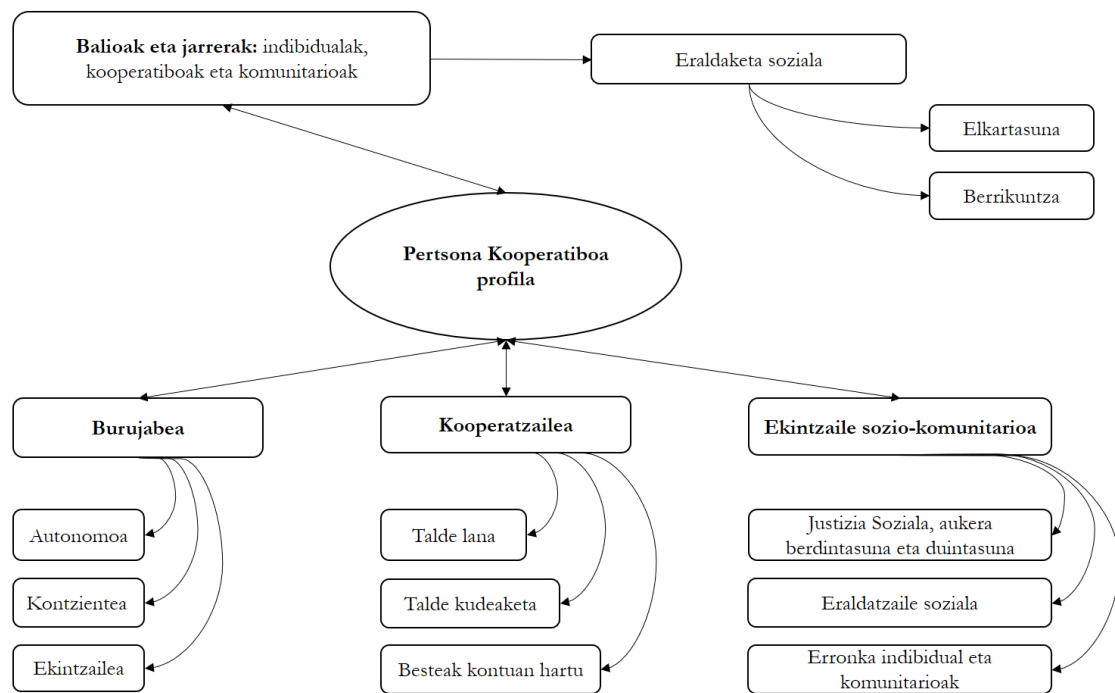 Balioak eta jarrerak: indibidualak,
kooperatiboak eta komunitarioak
Eraldaketa soziala
Elkartasuna
Berrikuntza
Pertsona Kooperatiboa
profila
Burujabea
Kooperatzailea
Ekintzaile sozio-komunitarioa
Autonomoa
Talde lana
Justizia Soziala, aukera
berdintasuna eta duintasuna
Kontzientea
Talde kudeaketa
Eraldatzaile soziala
Ekintzailea
Besteak kontuan hartu
Erronka indibidual eta
komunitarioak